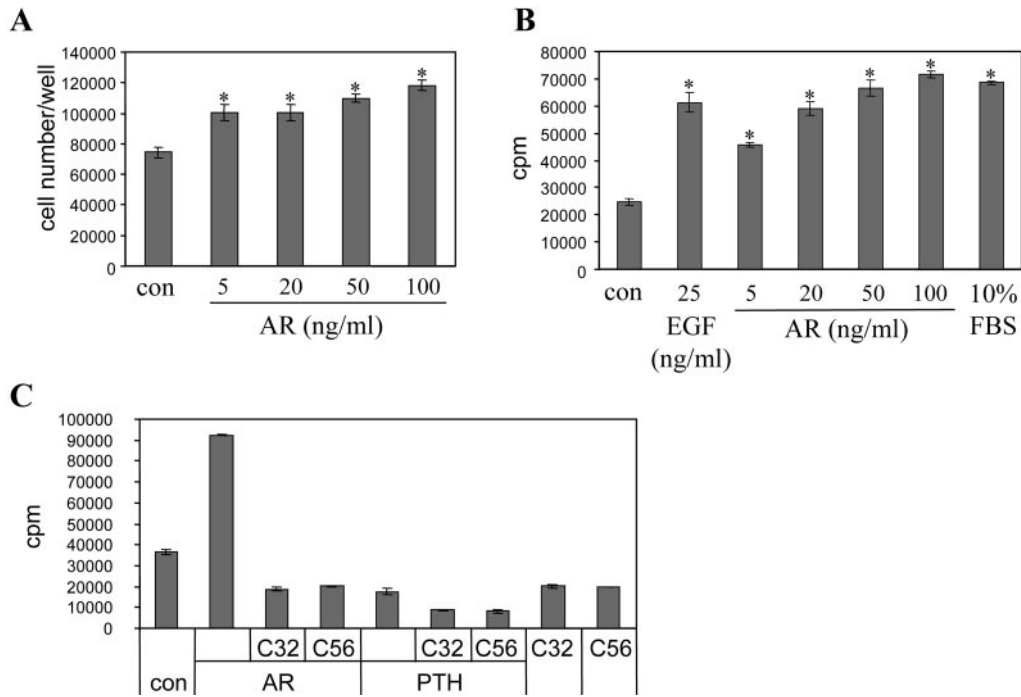 A
cell number/well
140000
120000
100000
80000
60000
40000
20000
0
* * * *
con 5 20 50 100
AR (ng/ml)
B
cpm
80000
70000
60000
50000
40000
30000
20000
10000
0
* * * * * *
con 25 5 20 50 100 10%
EGF AR (ng/ml) FBS
(ng/ml)
C
cpm
100000
90000
80000
70000
60000
50000
40000
30000
20000
10000
0
C32 C56 C32 C56 C32 C56
con AR PTH